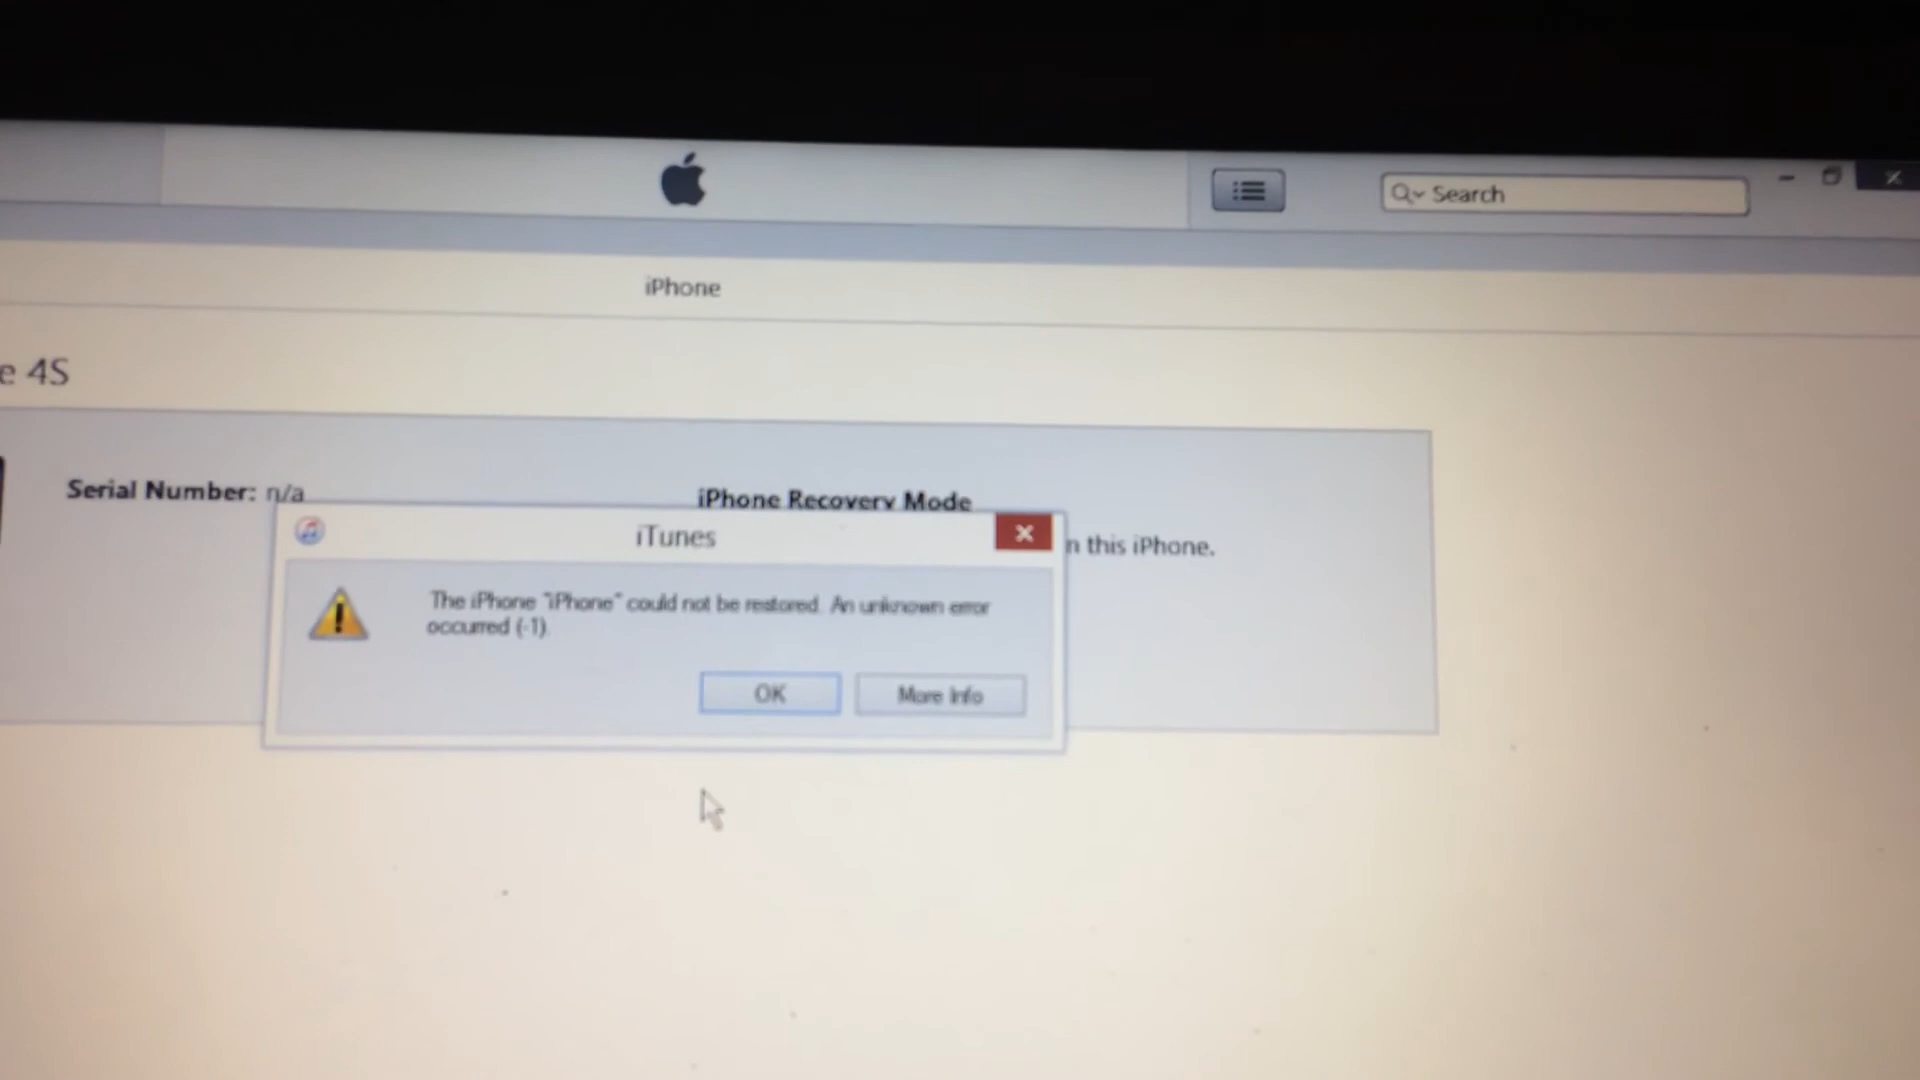 Search
iPhone
e 4S
Serial Number: n/a
iPhone Recovery Mode
n this iPhone.
iTunes
The iPhone "iPhone" could not be restored. An unknown error
occurred (-1).
OK
More Info